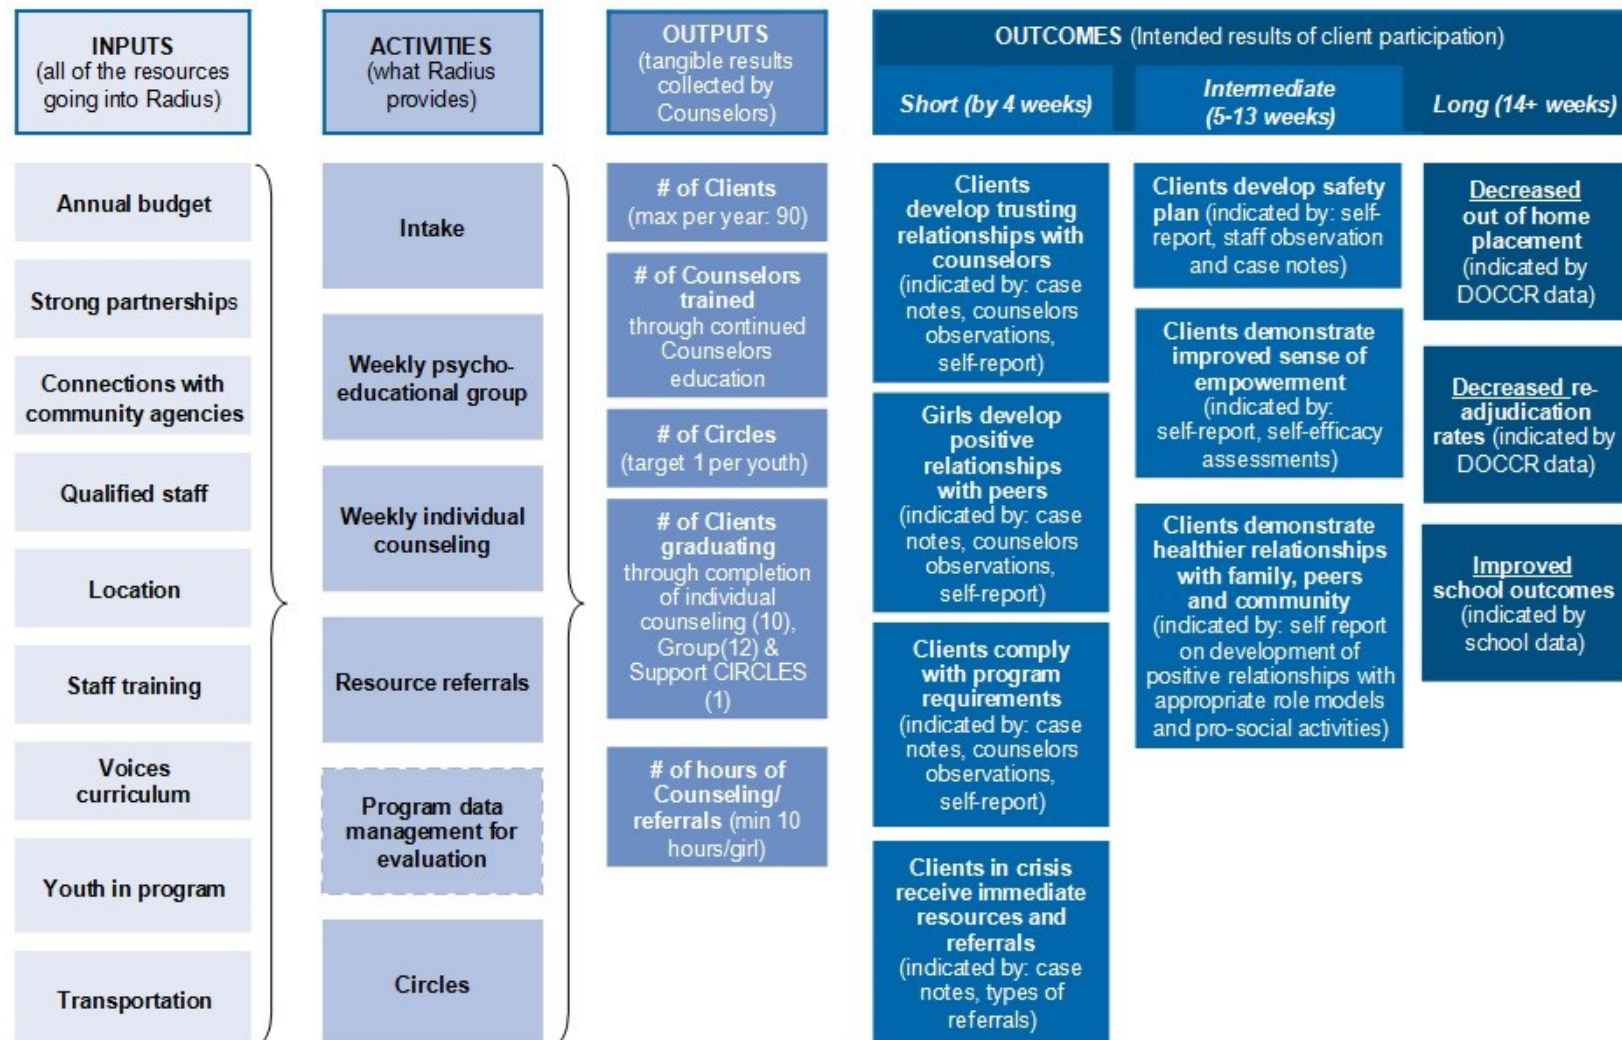 INPUTS
(all of the resources
going into Radius)
ACTIVITIES
(what Radius
provides)
OUTPUTS
(tangible results
collected by
Counselors)
OUTCOMES (Intended results of client participation)
Short (by 4 weeks)
Intermediate
(5-13 weeks)
Long (14+ weeks)
Annual budget
Strong partnerships
Connections with
community agencies
Qualified staff
Location
Staff training
Voices
curriculum
Youth in program
Transportation
Intake
Weekly psycho-
educational group
Weekly individual
counseling
Resource referrals
Program data
management for
evaluation
Circles
# of Clients
(max per year: 90)
# of Counselors
trained
through continued
Counselors
education
# of Circles
(target 1 per youth)
# of Clients
graduating
through completion
of individual
counseling (10),
Group(12) &
Support CIRCLES
(1)
# of hours of
Counseling/
referrals (min 10
hours/girl)
Clients
develop trusting
relationships with
counselors
(indicated by: case
notes, counselors
observations,
self-report)
Girls develop
positive
relationships
with peers
(indicated by: case
notes, counselors
observations,
self-report)
Clients comply
with program
requirements
(indicated by: case
notes, counselors
observations,
self-report)
Clients in crisis
receive immediate
resources and
referrals
(indicated by: case
notes, types of
referrals)
Clients develop safety
plan (indicated by: self-
report, staff observation
and case notes)
Clients demonstrate
improved sense of
empowerment
(indicated by:
self-report, self-efficacy
assessments)
Clients demonstrate
healthier relationships
with family, peers
and community
(indicated by: self report
on development of
positive relationships with
appropriate role models
and pro-social activities)
Decreased
out of home
placement
(indicated by
DOCCR data)
Decreased re-
adjudication
rates (indicated by
DOCCR data)
Improved
school outcomes
(indicated by
school data)